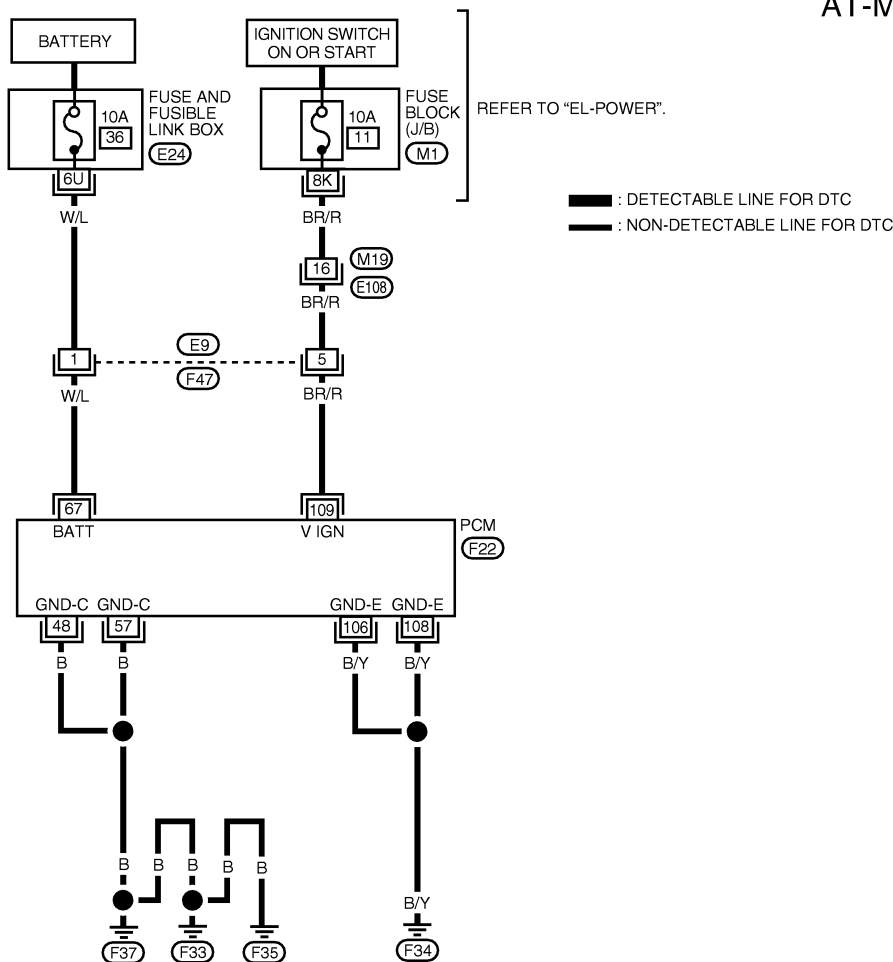 AT-M
BATTERY
IGNITION SWITCH
ON OR START
10A
36
FUSE AND
FUSIBLE
LINK BOX
E24
10A
11
FUSE
BLOCK
(J/B)
M1
REFER TO “EL-POWER”.
6U
8K
W/L
BR/R
: DETECTABLE LINE FOR DTC
: NON-DETECTABLE LINE FOR DTC
16
M19
E108
BR/R
1
E9
F47
5
W/L
BR/R
67
109
BATT
V IGN
PCM
F22
GND-C
GND-C
GND-E
GND-E
48
57
106
108
B
B
B/Y
B/Y
B
B
B
B
B
B/Y
F37
F33
F35
F34